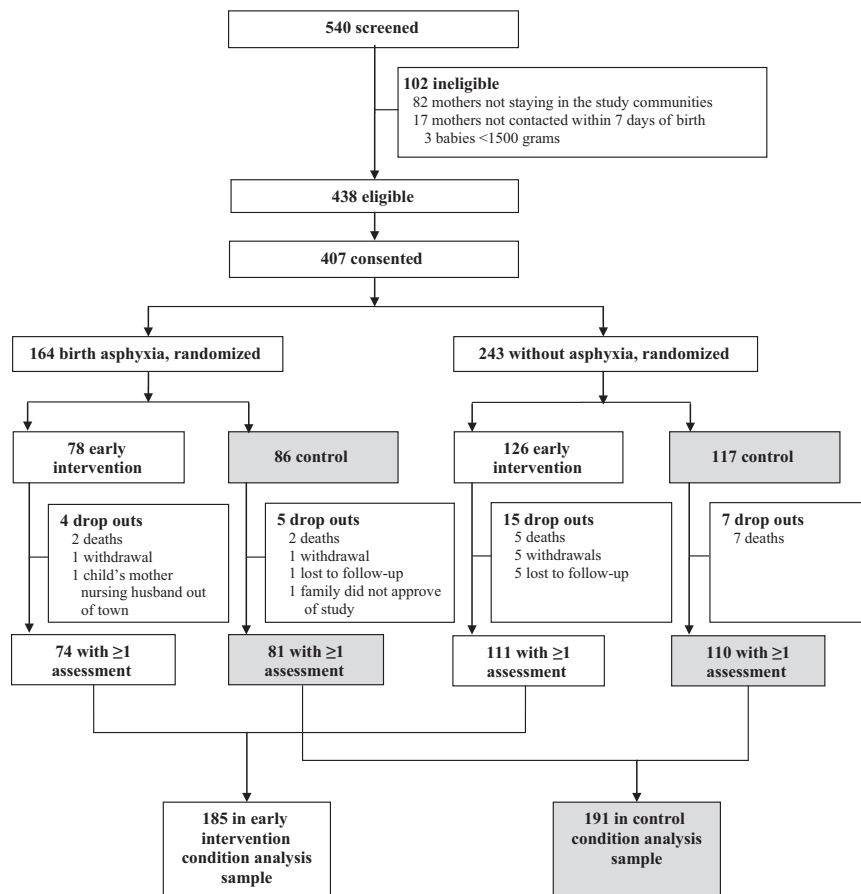 540 screened
102 ineligible
82 mothers not staying in the study communities
17 mothers not contacted within 7 days of birth
3 babies <1500 grams
438 eligible
407 consented
164 birth asphyxia, randomized
243 without asphyxia, randomized
78 early
intervention
86 control
126 early
intervention
117 control
4 drop outs
2 deaths
1 withdrawal
1 child's mother
nursing husband out
of town
5 drop outs
2 deaths
1 withdrawal
1 lost to follow-up
1 family did not approve
of study
15 drop outs
5 deaths
5 withdrawals
5 lost to follow-up
7 drop outs
7 deaths
74 with ≥1
assessment
81 with ≥1
assessment
111 with ≥1
assessment
110 with ≥1
assessment
185 in early
intervention
condition analysis
sample
191 in control
condition analysis
sample